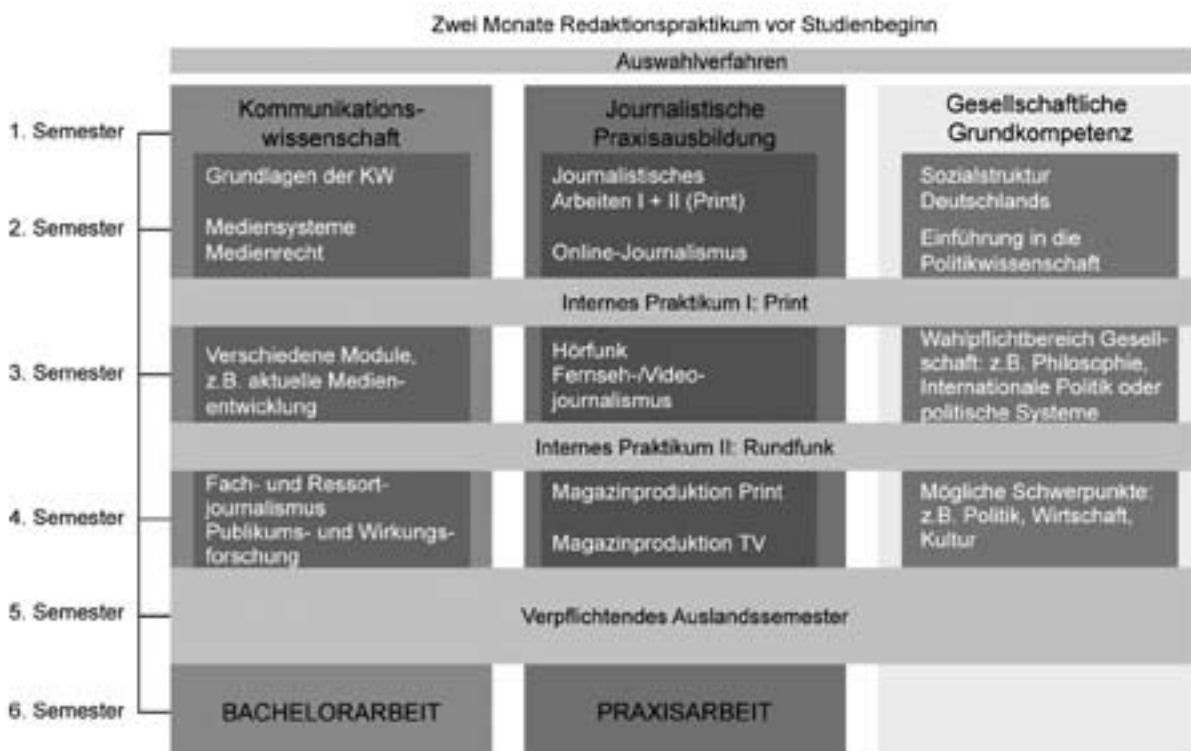 Zwei Monate Redaktionspraktikum vor Studienbeginn
Auswahlverfahren
Kommunikations-
wissenschaft
Journalistische
Praxisausbildung
Gesellschaftliche
Grundkompetenz
1. Semester
Grundlagen der KW
Journalistisches
Arbeiten I + II (Print)
Sozialstruktur
Deutschlands
2. Semester
Mediensysteme
Medienrecht
Online-Journalismus
Einführung in die
Politikwissenschaft
Internes Praktikum I: Print
3. Semester
Verschiedene Module,
z.B. aktuelle Medien-
entwicklung
Hörfunk
Fernseh-/Video-
journalismus
Wahlpflichtbereich Gesell-
schaft: z.B. Philosophie,
Internationale Politik oder
politische Systeme
Internes Praktikum II: Rundfunk
4. Semester
Fach- und Ressort-
journalismus
Publikums- und Wirkungs-
forschung
Magazinproduktion Print
Magazinproduktion TV
Mögliche Schwerpunkte:
z.B. Politik, Wirtschaft,
Kultur
5. Semester
Verpflichtendes Auslandssemester
6. Semester
BACHELORARBEIT
PRAXISARBEIT